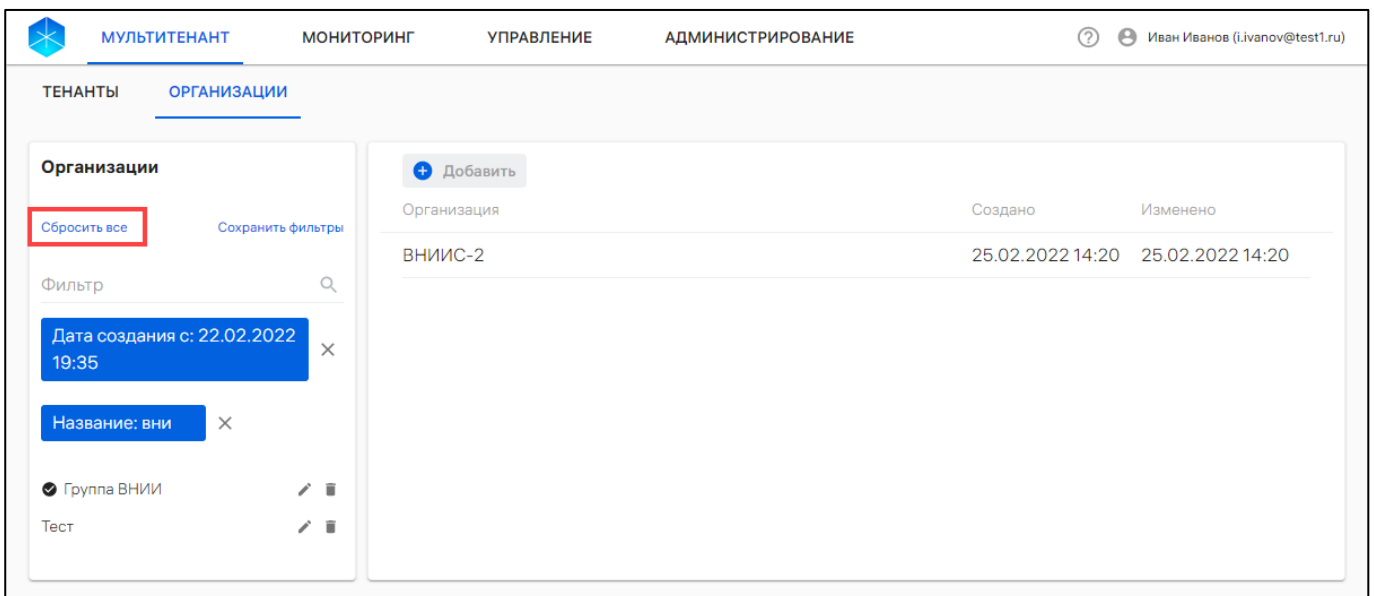 МУЛЬТИТЕНАНТ МОНИТОРИНГ УПРАВЛЕНИЕ АДМИНИСТРИРОВАНИЕ ? Иван Иванов (i.ivanov@test1.ru)
ТЕНАНТЫ ОРГАНИЗАЦИИ
Организации
Сбросить все Сохранить фильтры
Фильтр
Дата создания с: 22.02.2022
19:35
Название: вни
Группа ВНИИ
Тест
Добавить
Организация Создано Изменено
ВНИИС-2 25.02.2022 14:20 25.02.2022 14:20